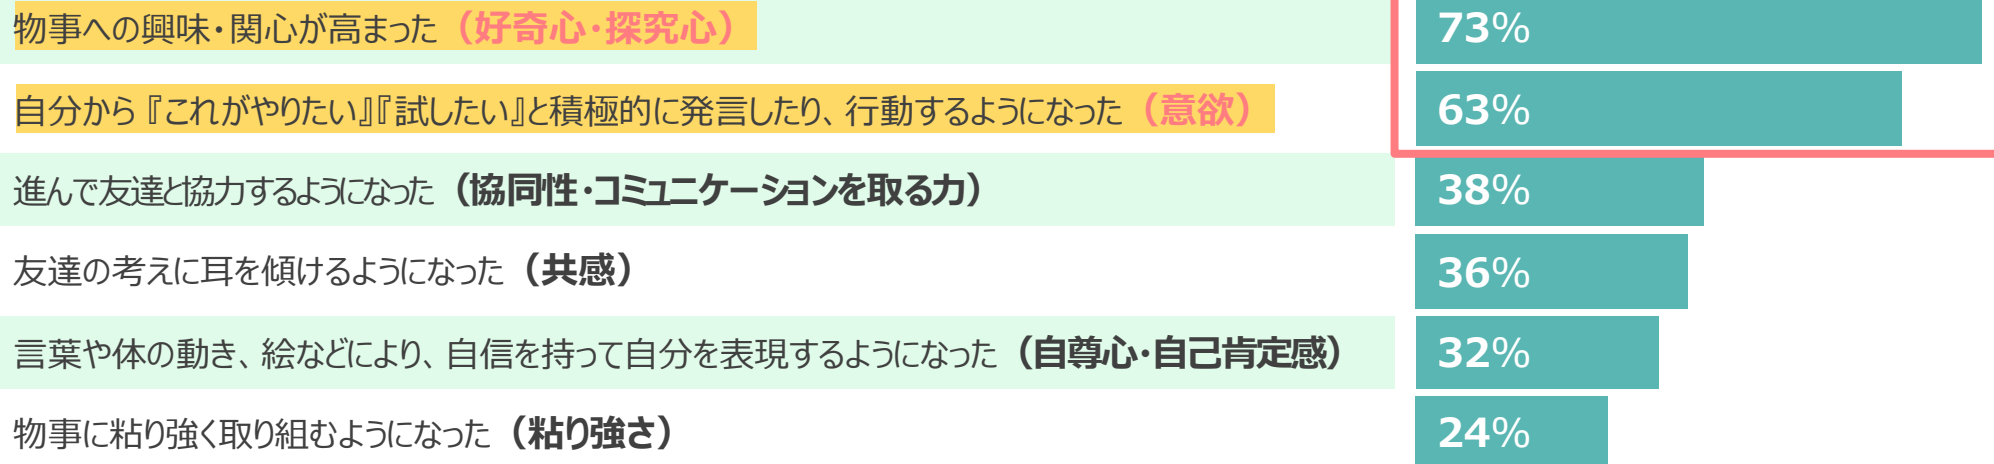 物事への興味・関心が高まった（好奇心・探究心） 73%
自分から『これがやりたい』『試したい』と積極的に発言したり、行動するようになった（意欲） 63%
進んで友達と協力するようになった（協同性・コミュニケーションを取る力） 38%
友達の考えに耳を傾けるようになった（共感） 36%
言葉や体の動き、絵などにより、自信を持って自分を表現するようになった（自尊心・自己肯定感） 32%
物事に粘り強く取り組むようになった（粘り強さ） 24%